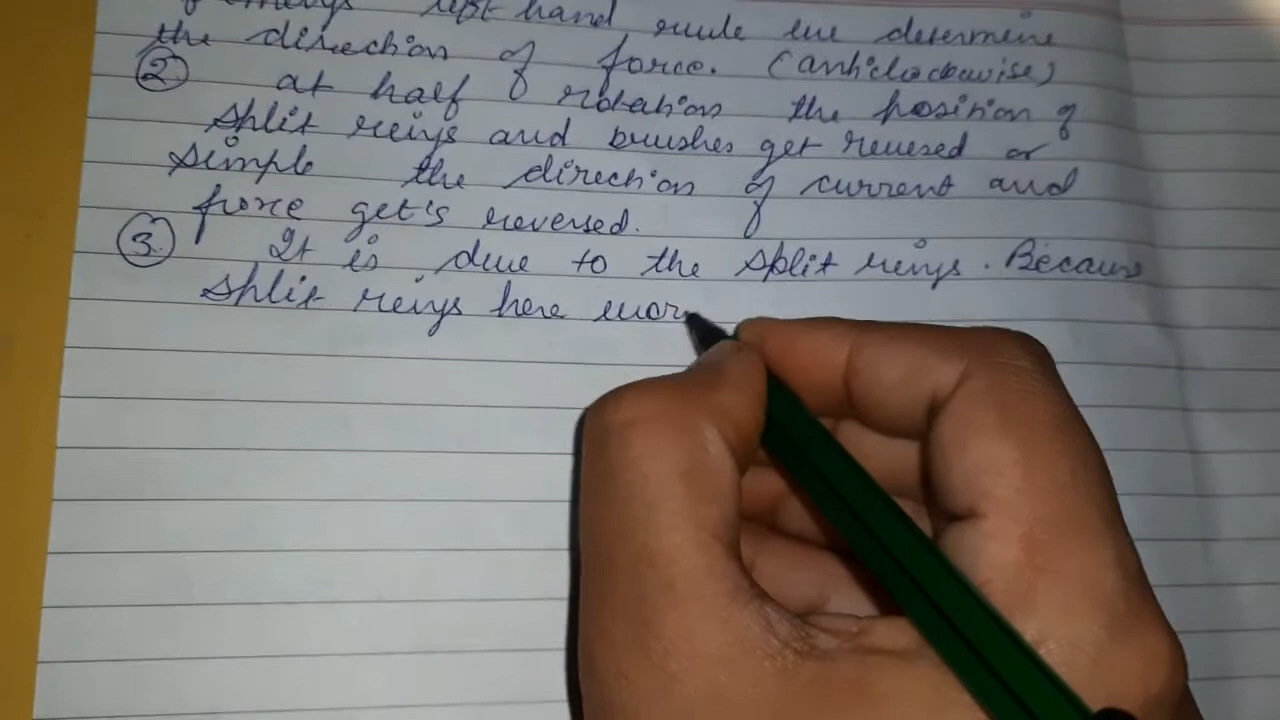 left hand rule we determine
the direction of force. (anticlockwise)
2. at half rotation the position of
split rings and brushes get revesed or
simple the direction of current and
force get's reversed.
3. It is due to the split rings. Because
split rings here wor